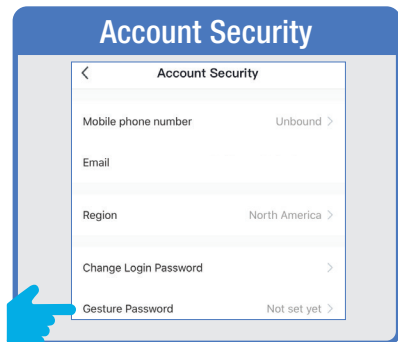 Account Security
< Account Security
Mobile phone number Unbound >
Email
Region North America >
Change Login Password >
Gesture Password Not set yet >